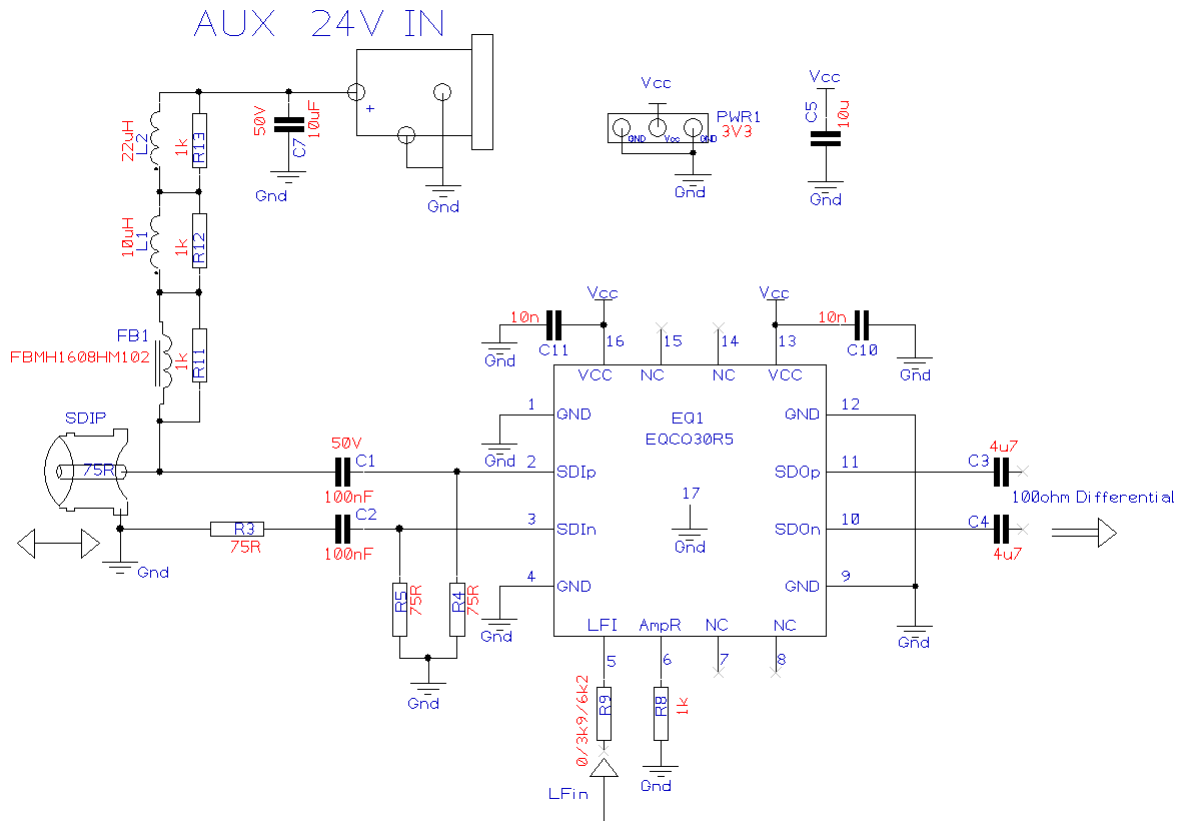 AUX 24V IN
+
50V
10uF
C7
Gnd
Gnd
22uH
L2
1k
R13
10uH
L1
1k
R12
FB1
FBMH1608HM102
1k
R11
Vcc
PWR1
3V3
GND
Vcc
GND
Gnd
Vcc
C5
10u
Gnd
SDIP
75R
Gnd
50V
C1
100nF
C2
100nF
R3
75R
R5
75R
R4
75R
Gnd
Vcc
10n
C11
Gnd
Vcc
10n
C10
Gnd
16
15
14
13
VCC
NC
NC
VCC
1
GND
Gnd
EQ1
EQCO30R5
GND
12
2
SDIp
SDOp
11
3
SDIn
17
Gnd
SDOn
10
4
GND
Gnd
GND
9
Gnd
LFI
AmpR
NC
NC
5
6
7
8
C3
4u7
C4
4u7
100ohm Differential
0/3k9/6k2
R9
R8
1k
Gnd
LFin